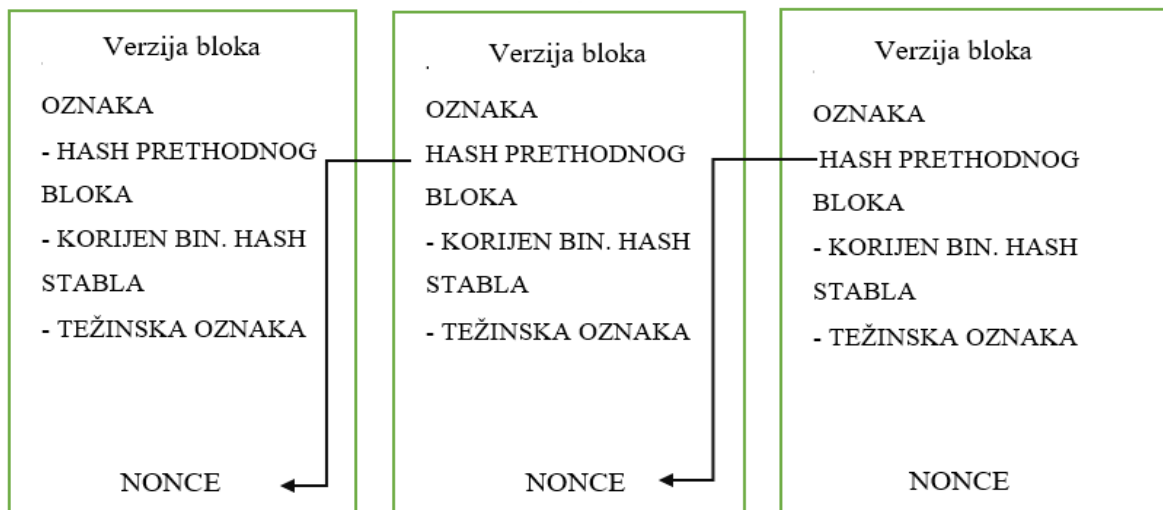 Verzija bloka
OZNAKA
- HASH PRETHODNOG
BLOKA
- KORIJEN BIN. HASH
STABLA
- TEŽINSKA OZNAKA
NONCE
Verzija bloka
OZNAKA
HASH PRETHODNOG
BLOKA
- KORIJEN BIN. HASH
STABLA
- TEŽINSKA OZNAKA
NONCE
Verzija bloka
OZNAKA
HASH PRETHODNOG
BLOKA
- KORIJEN BIN. HASH
STABLA
- TEŽINSKA OZNAKA
NONCE